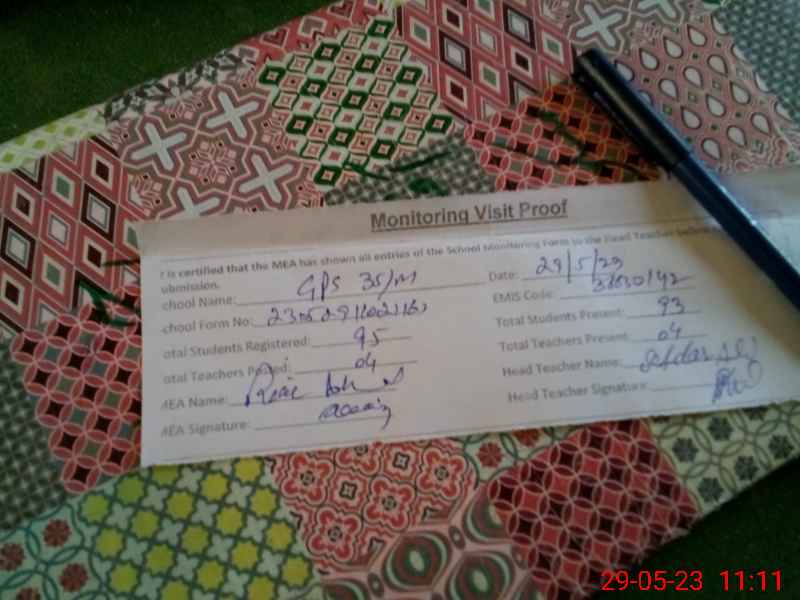 Monitoring Visit Proof
t is certified that the MEA has shown all entries of the School Monitoring Form to the Head Teacher before
ubmission.
chool Name: GPS 35/M Date: 29/5/23
chool Form No: EMIS Code:
otal Students Registered: 95 Total Students Present: 93
otal Teachers Posted: 04 Total Teachers Present: 04
MEA Name: Head Teacher Name:
MEA Signature: Head Teacher Signature:
29-05-23 11:11